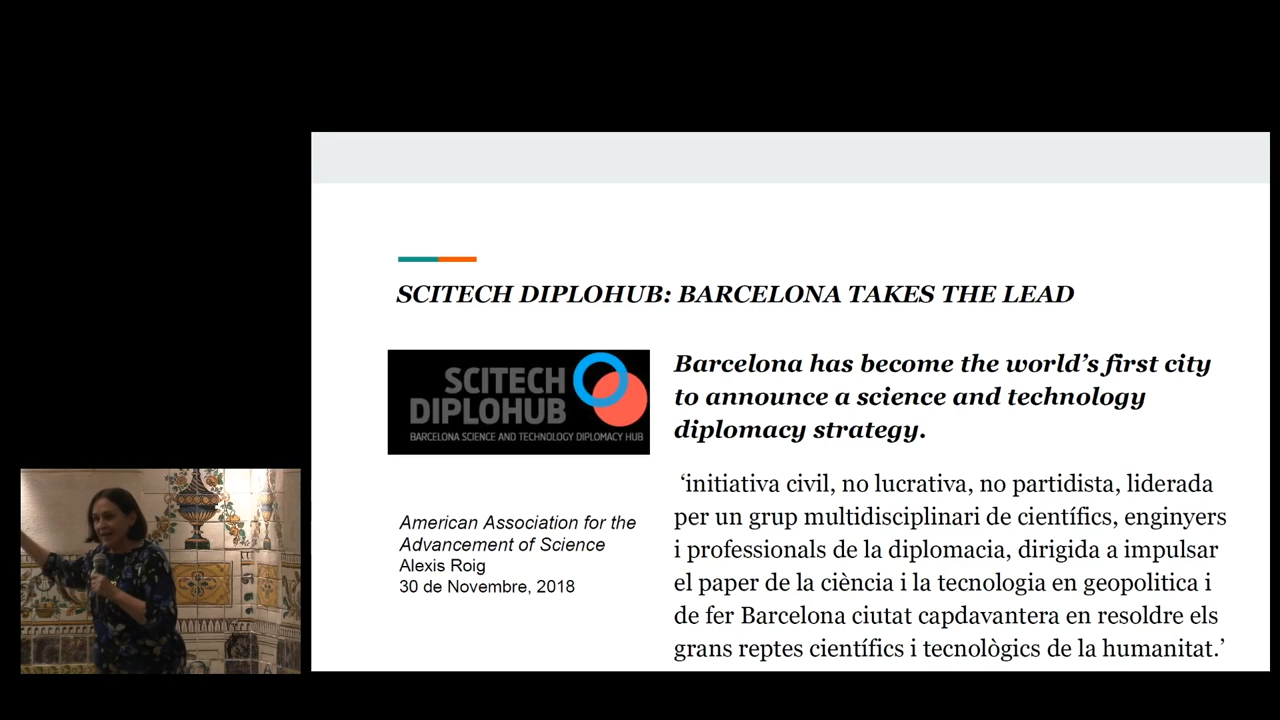 SCITECH DIPLOHUB: BARCELONA TAKES THE LEAD
SCITECH
DIPLOHUB
BARCELONA SCIENCE AND TECHNOLOGY DIPLOMACY HUB
American Association for the
Advancement of Science
Alexis Roig
30 de Novembre, 2018
Barcelona has become the world’s first city
to announce a science and technology
diplomacy strategy.
‘initiativa civil, no lucrativa, no partidista, liderada
per un grup multidisciplinari de científics, enginyers
i professionals de la diplomacia, dirigida a impulsar
el paper de la ciència i la tecnologia en geopolitica i
de fer Barcelona ciutat capdavantera en resoldre els
grans reptes científics i tecnològics de la humanitat.’